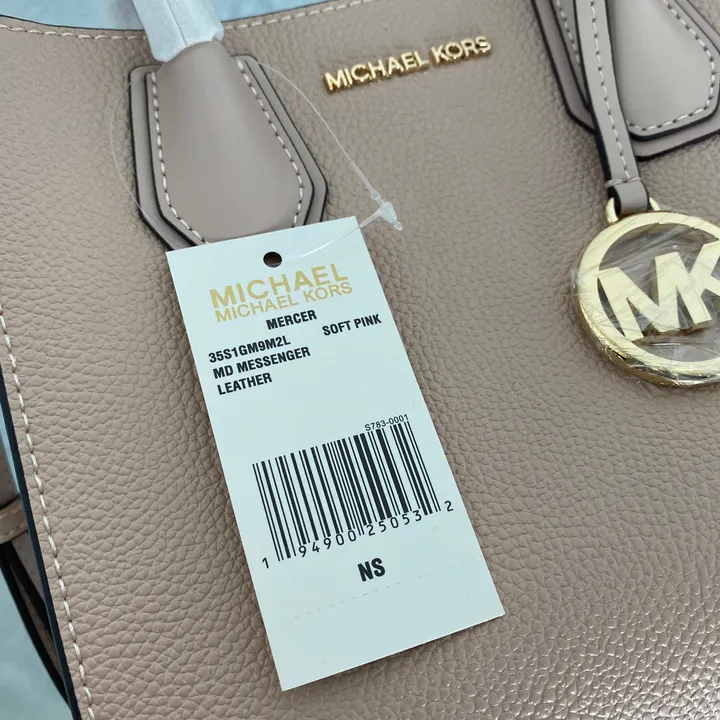 MICHAEL KORS
MICHAEL
MICHAEL KORS
MERCER
35S1GM9M2L SOFT PINK
MD MESSENGER
LEATHER
S783-0001
1 94900 25053 2
NS
MK